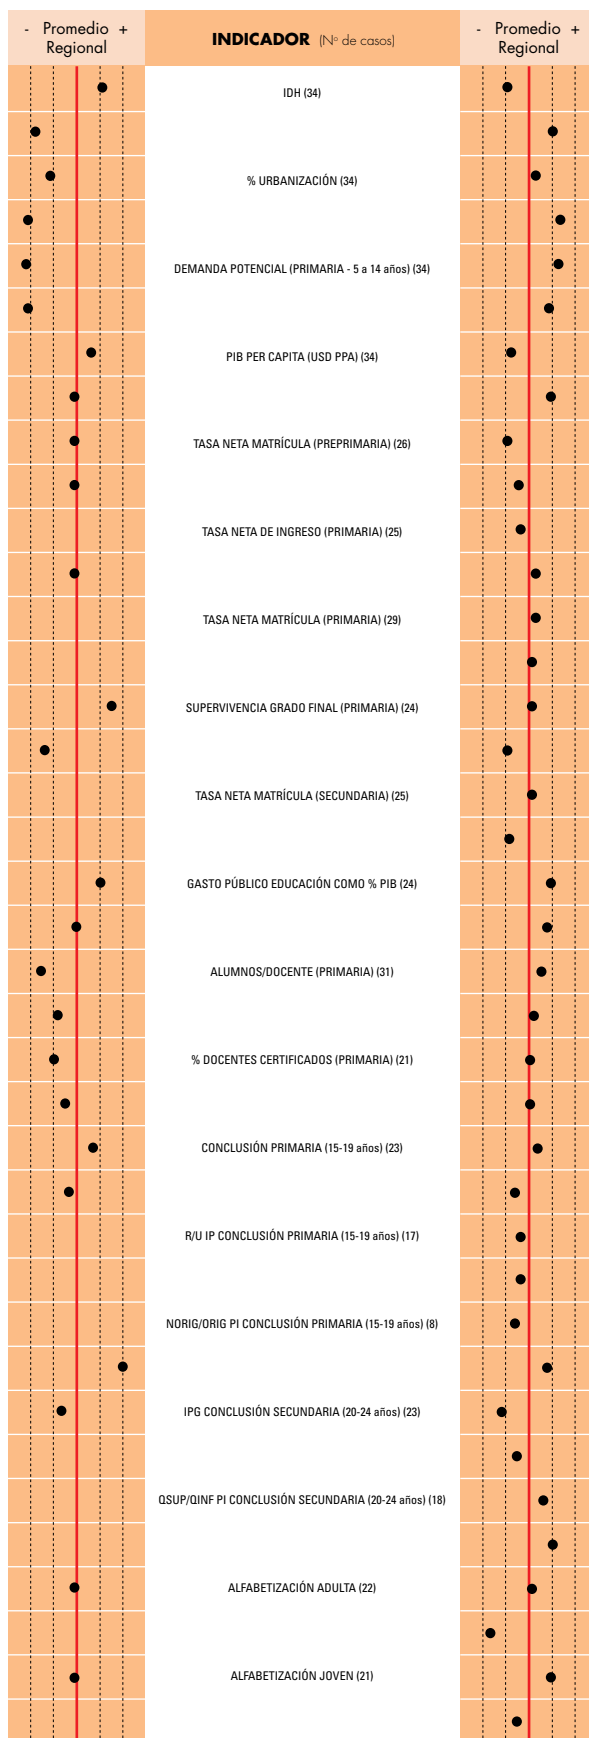 - Promedio +
Regional
INDICADOR (Nº de casos)
- Promedio +
Regional
IDH (34)
% URBANIZACIÓN (34)
DEMANDA POTENCIAL (PRIMARIA - 5 a 14 años) (34)
PIB PER CAPITA (USD PPA) (34)
TASA NETA MATRÍCULA (PREPRIMARIA) (26)
TASA NETA DE INGRESO (PRIMARIA) (25)
TASA NETA MATRÍCULA (PRIMARIA) (29)
SUPERVIVENCIA GRADO FINAL (PRIMARIA) (24)
TASA NETA MATRÍCULA (SECUNDARIA) (25)
GASTO PÚBLICO EDUCACIÓN COMO % PIB (24)
ALUMNOS/DOCENTE (PRIMARIA) (31)
% DOCENTES CERTIFICADOS (PRIMARIA) (21)
CONCLUSIÓN PRIMARIA (15-19 años) (23)
R/U IP CONCLUSIÓN PRIMARIA (15-19 años) (17)
NORIG/ORIG PI CONCLUSIÓN PRIMARIA (15-19 años) (8)
IPG CONCLUSIÓN SECUNDARIA (20-24 años) (23)
QSUP/QINF PI CONCLUSIÓN SECUNDARIA (20-24 años) (18)
ALFABETIZACIÓN ADULTA (22)
ALFABETIZACIÓN JOVEN (21)